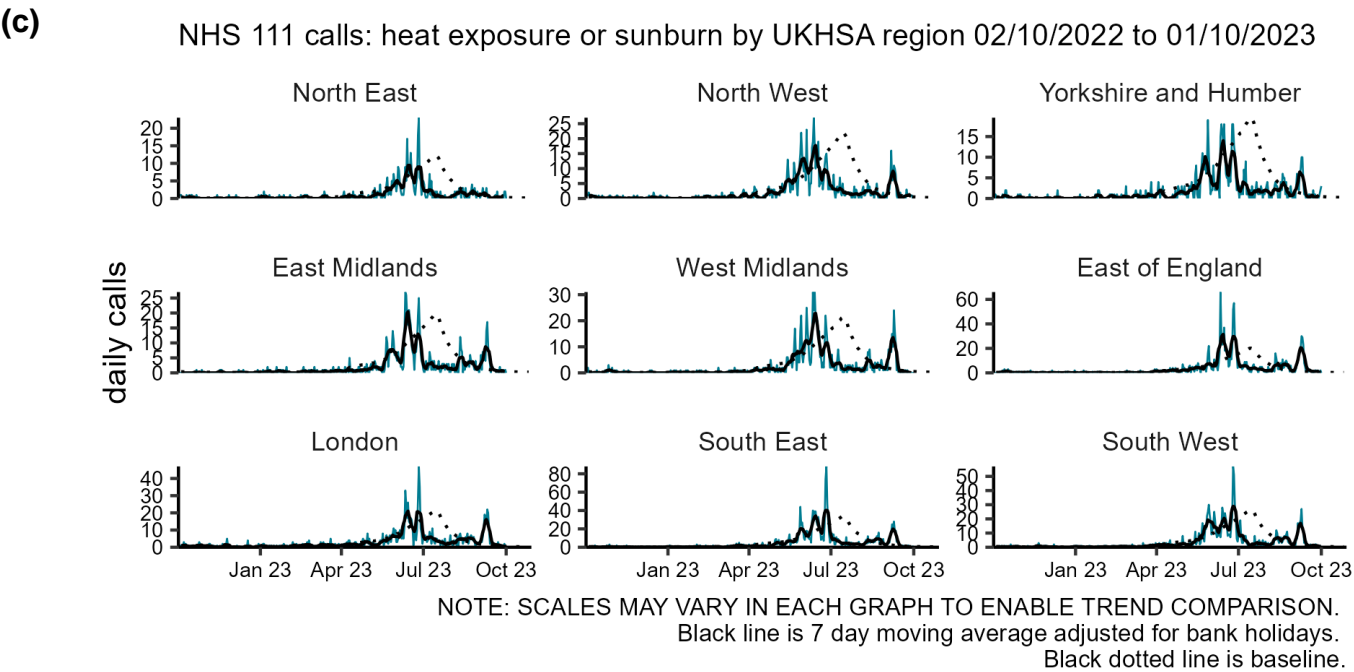 (c)
NHS 111 calls: heat exposure or sunburn by UKHSA region 02/10/2022 to 01/10/2023
North East
North West
Yorkshire and Humber
20
15
10
5
0
25
20
15
10
5
0
15
10
5
0
daily calls
East Midlands
West Midlands
East of England
25
20
15
10
5
0
30
20
10
0
60
40
20
0
London
South East
South West
40
30
20
10
0
80
60
40
20
0
50
40
30
20
10
0
Jan 23 Apr 23 Jul 23 Oct 23
Jan 23 Apr 23 Jul 23 Oct 23
Jan 23 Apr 23 Jul 23 Oct 23
NOTE: SCALES MAY VARY IN EACH GRAPH TO ENABLE TREND COMPARISON.
Black line is 7 day moving average adjusted for bank holidays.
Black dotted line is baseline.